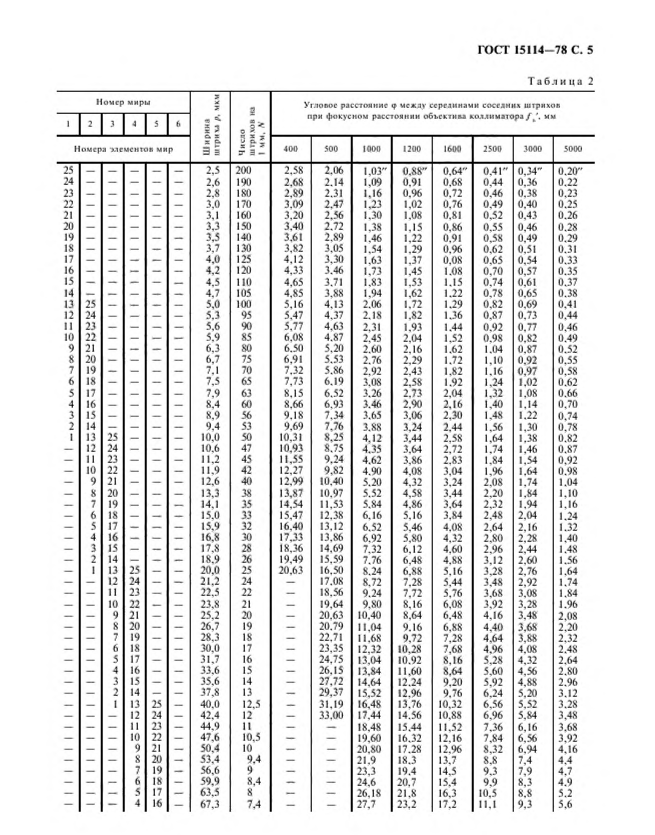 ГОСТ 15114—78 С. 5
Таблица 2
Номер миры
Ширина штриха p, мкм
Число штрихов на 1 мм, N
Угловое расстояние φ между серединами соседних штрихов
при фокусном расстоянии объектива коллиматора f к′, мм
1 2 3 4 5 6
Номера элементов мир
400 500 1000 1200 1600 2500 3000 5000
25 — — — — — 2,5 200 2,58 2,06 1,03″ 0,88″ 0,64″ 0,41″ 0,34″ 0,20″
24 — — — — — 2,6 190 2,68 2,14 1,09 0,91 0,68 0,44 0,36 0,22
23 — — — — — 2,8 180 2,89 2,31 1,16 0,96 0,72 0,46 0,38 0,23
22 — — — — — 3,0 170 3,09 2,47 1,23 1,02 0,76 0,49 0,40 0,25
21 — — — — — 3,1 160 3,20 2,56 1,30 1,08 0,81 0,52 0,43 0,26
20 — — — — — 3,3 150 3,40 2,72 1,38 1,15 0,86 0,55 0,46 0,28
19 — — — — — 3,5 140 3,61 2,89 1,46 1,22 0,91 0,58 0,49 0,29
18 — — — — — 3,7 130 3,82 3,05 1,54 1,29 0,96 0,62 0,51 0,31
17 — — — — — 4,0 125 4,12 3,30 1,63 1,37 0,08 0,65 0,54 0,33
16 — — — — — 4,2 120 4,33 3,46 1,73 1,45 1,08 0,70 0,57 0,35
15 — — — — — 4,5 110 4,65 3,71 1,83 1,53 1,15 0,74 0,61 0,37
14 — — — — — 4,7 105 4,85 3,88 1,94 1,62 1,22 0,78 0,65 0,38
13 25 — — — — 5,0 100 5,16 4,13 2,06 1,72 1,29 0,82 0,69 0,41
12 24 — — — — 5,3 95 5,47 4,37 2,18 1,82 1,36 0,87 0,73 0,44
11 23 — — — — 5,6 90 5,77 4,63 2,31 1,93 1,44 0,92 0,77 0,46
10 22 — — — — 5,9 85 6,08 4,87 2,45 2,04 1,52 0,98 0,82 0,49
9 21 — — — — 6,3 80 6,50 5,20 2,60 2,16 1,62 1,04 0,87 0,52
8 20 — — — — 6,7 75 6,91 5,53 2,76 2,29 1,72 1,10 0,92 0,55
7 19 — — — — 7,1 70 7,32 5,86 2,92 2,43 1,82 1,16 0,97 0,58
6 18 — — — — 7,5 65 7,73 6,19 3,08 2,58 1,92 1,24 1,02 0,62
5 17 — — — — 7,9 63 8,15 6,52 3,26 2,73 2,04 1,32 1,08 0,66
4 16 — — — — 8,4 60 8,66 6,93 3,46 2,90 2,16 1,40 1,14 0,70
3 15 — — — — 8,9 56 9,18 7,34 3,65 3,06 2,30 1,48 1,22 0,74
2 14 — — — — 9,4 53 9,69 7,76 3,88 3,24 2,44 1,56 1,30 0,78
1 13 25 — — — 10,0 50 10,31 8,25 4,12 3,44 2,58 1,64 1,38 0,82
— 12 24 — — — 10,6 47 10,93 8,75 4,35 3,64 2,72 1,74 1,46 0,87
— 11 23 — — — 11,2 45 11,55 9,24 4,62 3,86 2,83 1,84 1,54 0,92
— 10 22 — — — 11,9 42 12,27 9,82 4,90 4,08 3,04 1,96 1,64 0,98
— 9 21 — — — 12,6 40 12,99 10,40 5,20 4,32 3,24 2,08 1,74 1,04
— 8 20 — — — 13,3 38 13,87 10,97 5,52 4,58 3,44 2,20 1,84 1,10
— 7 19 — — — 14,1 35 14,54 11,53 5,84 4,86 3,64 2,32 1,94 1,16
— 6 18 — — — 15,0 33 15,47 12,38 6,16 5,16 3,84 2,48 2,04 1,24
— 5 17 — — — 15,9 32 16,40 13,12 6,52 5,46 4,08 2,64 2,16 1,32
— 4 16 — — — 16,8 30 17,33 13,86 6,92 5,80 4,32 2,80 2,28 1,40
— 3 15 — — — 17,8 28 18,36 14,69 7,32 6,12 4,60 2,96 2,44 1,48
— 2 14 — — — 18,9 26 19,49 15,59 7,76 6,48 4,88 3,12 2,60 1,56
— 1 13 25 — — 20,0 25 20,63 16,50 8,24 6,88 5,16 3,28 2,76 1,64
— — 12 24 — — 21,2 24 — 17,08 8,72 7,28 5,44 3,48 2,92 1,74
— — 11 23 — — 22,5 22 — 18,56 9,24 7,72 5,76 3,68 3,08 1,84
— — 10 22 — — 23,8 21 — 19,64 9,80 8,16 6,08 3,92 3,28 1,96
— — 9 21 — — 25,2 20 — 20,63 10,40 8,64 6,48 4,16 3,48 2,08
— — 8 20 — — 26,7 19 — 20,79 11,04 9,16 6,88 4,40 3,68 2,20
— — 7 19 — — 28,3 18 — 22,71 11,68 9,72 7,28 4,64 3,88 2,32
— — 6 18 — — 30,0 17 — 23,35 12,32 10,28 7,68 4,96 4,08 2,48
— — 5 17 — — 31,7 16 — 24,75 13,04 10,92 8,16 5,28 4,32 2,64
— — 4 16 — — 33,6 15 — 26,15 13,84 11,60 8,64 5,60 4,56 2,80
— — 3 15 — — 35,6 14 — 27,72 14,64 12,24 9,20 5,92 4,88 2,96
— — 2 14 — — 37,8 13 — 29,37 15,52 12,96 9,76 6,24 5,20 3,12
— — 1 13 25 — 40,0 12,5 — 31,19 16,48 13,76 10,32 6,56 5,52 3,28
— — — 12 24 — 42,4 12 — 33,00 17,44 14,56 10,88 6,96 5,84 3,48
— — — 11 23 — 44,9 11 — — 18,48 15,44 11,52 7,36 6,16 3,68
— — — 10 22 — 47,6 10,5 — — 19,60 16,32 12,16 7,84 6,56 3,92
— — — 9 21 — 50,4 10 — — 20,80 17,28 12,96 8,32 6,94 4,16
— — — 8 20 — 53,4 9,4 — — 21,9 18,3 13,7 8,8 7,4 4,4
— — — 7 19 — 56,6 9 — — 23,3 19,4 14,5 9,3 7,9 4,7
— — — 6 18 — 59,9 8,4 — — 24,6 20,7 15,4 9,9 8,3 4,9
— — — 5 17 — 63,5 8 — — 26,18 21,8 16,3 10,5 8,8 5,2
— — — 4 16 — 67,3 7,4 — — 27,7 23,2 17,2 11,1 9,3 5,6